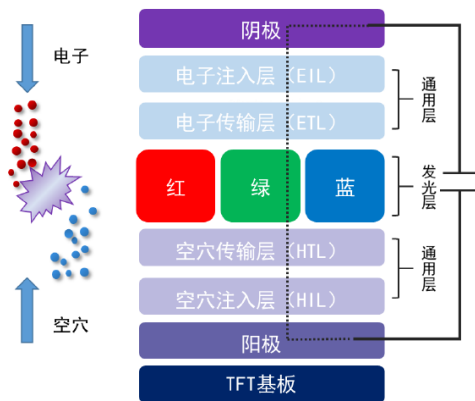 阴极
电子
电子注入层（EIL）
电子传输层（ETL）
通用层
红
绿
蓝
发光层
空穴传输层（HTL）
空穴注入层（HIL）
通用层
空穴
阳极
TFT基板